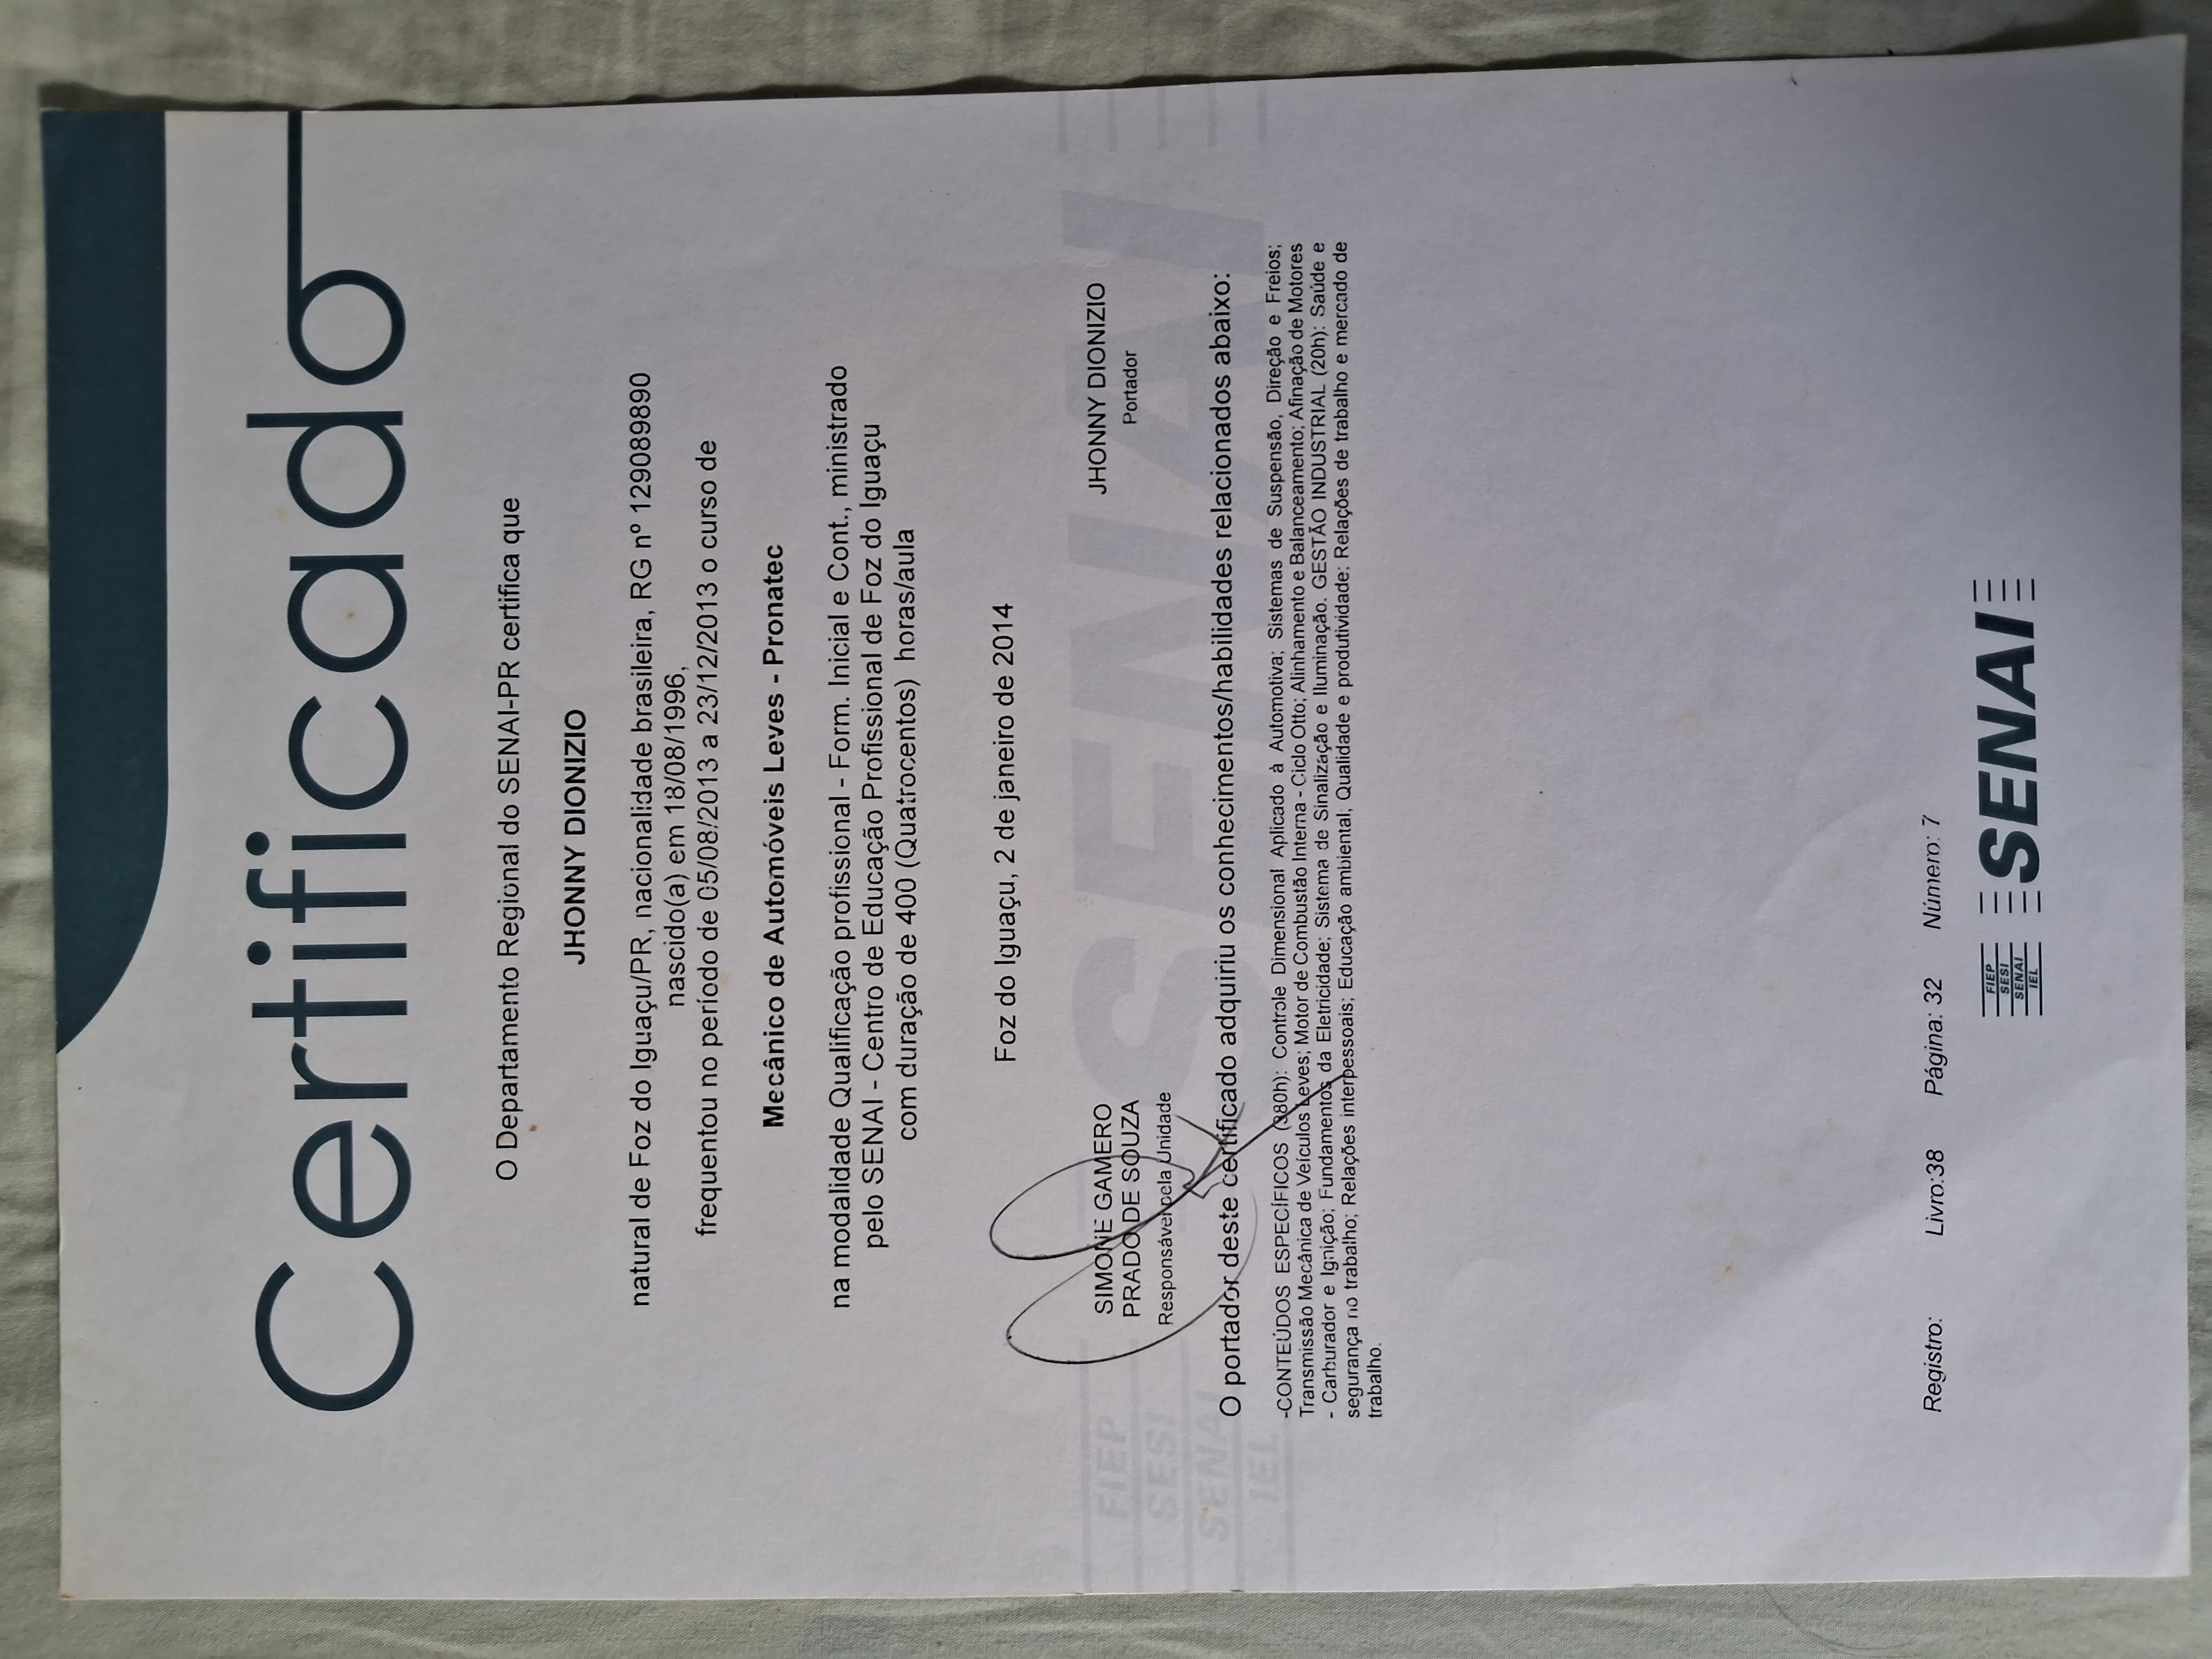 Certificado
O Departamento Regional do SENAI-PR certifica que
JHONNY DIONIZIO
natural de Foz do Iguaçu/PR, nacionalidade brasileira, RG nº 129089890
nascido(a) em 18/08/1996,
frequentou no período de 05/08/2013 a 23/12/2013 o curso de
Mecânico de Automóveis Leves - Pronatec
na modalidade Qualificação profissional - Form. Inicial e Cont., ministrado
pelo SENAI - Centro de Educação Profissional de Foz do Iguaçu
com duração de 400 (Quatrocentos) horas/aula
Foz do Iguaçu, 2 de janeiro de 2014
SIMONE GAMERO
PRADO DE SOUZA
Responsável pela Unidade
JHONNY DIONIZIO
Portador
FIEP
SESI
SENAI
IEL
SENAI
O portador deste certificado adquiriu os conhecimentos/habilidades relacionados abaixo:
-CONTEÚDOS ESPECÍFICOS (380h): Controle Dimensional Aplicado à Automotiva; Sistemas de Suspensão, Direção e Freios;
Transmissão Mecânica de Veículos Leves; Motor de Combustão Interna - Ciclo Otto; Alinhamento e Balanceamento; Afinação de Motores
- Carburador e Ignição; Fundamentos da Eletricidade; Sistema de Sinalização e Iluminação. GESTÃO INDUSTRIAL (20h): Saúde e
segurança no trabalho; Relações interpessoais; Educação ambiental; Qualidade e produtividade; Relações de trabalho e mercado de
trabalho.
Registro: Livro:38 Página: 32 Número: 7
FIEP
SESI
SENAI
IEL
SENAI